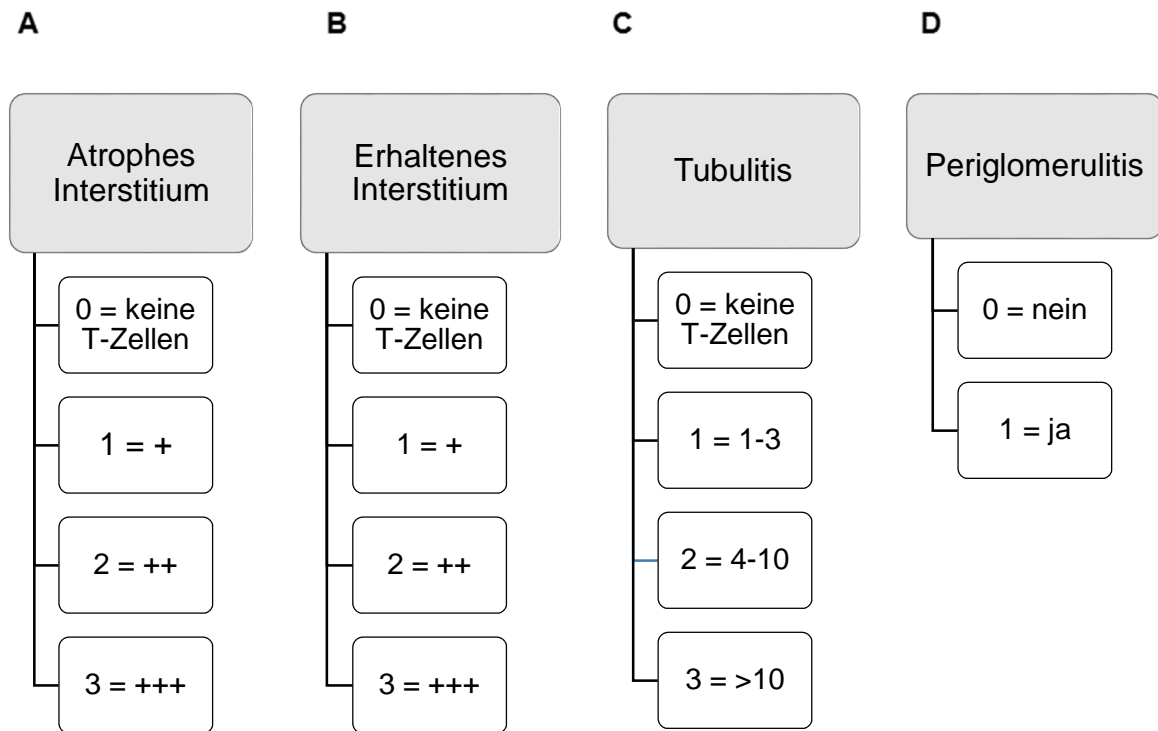 A
B
C
D
Atrophes
Interstitium
0 = keine
T-Zellen
1 = +
2 = ++
3 = +++
Erhaltenes
Interstitium
0 = keine
T-Zellen
1 = +
2 = ++
3 = +++
Tubulitis
0 = keine
T-Zellen
1 = 1-3
2 = 4-10
3 = >10
Periglomerulitis
0 = nein
1 = ja